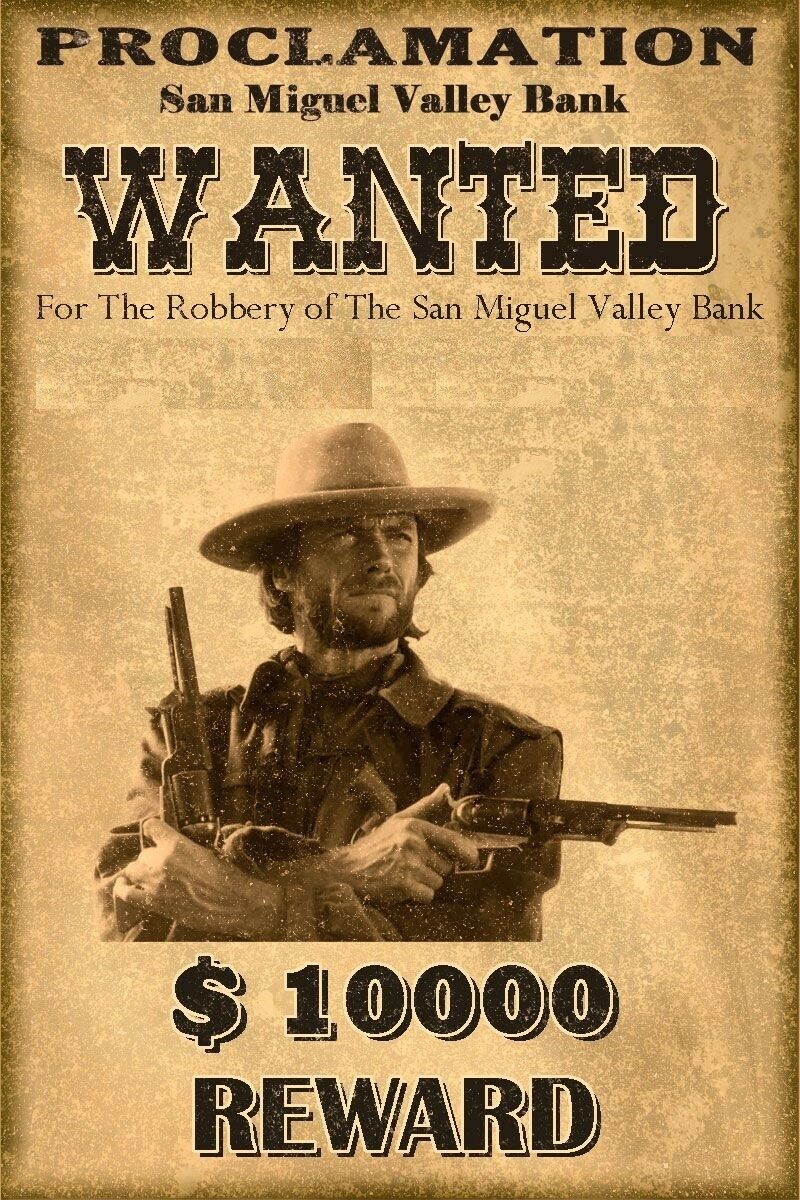 PROCLAMATION
San Miguel Valley Bank
WANTED
For The Robbery of The San Miguel Valley Bank
$ 10000
REWARD